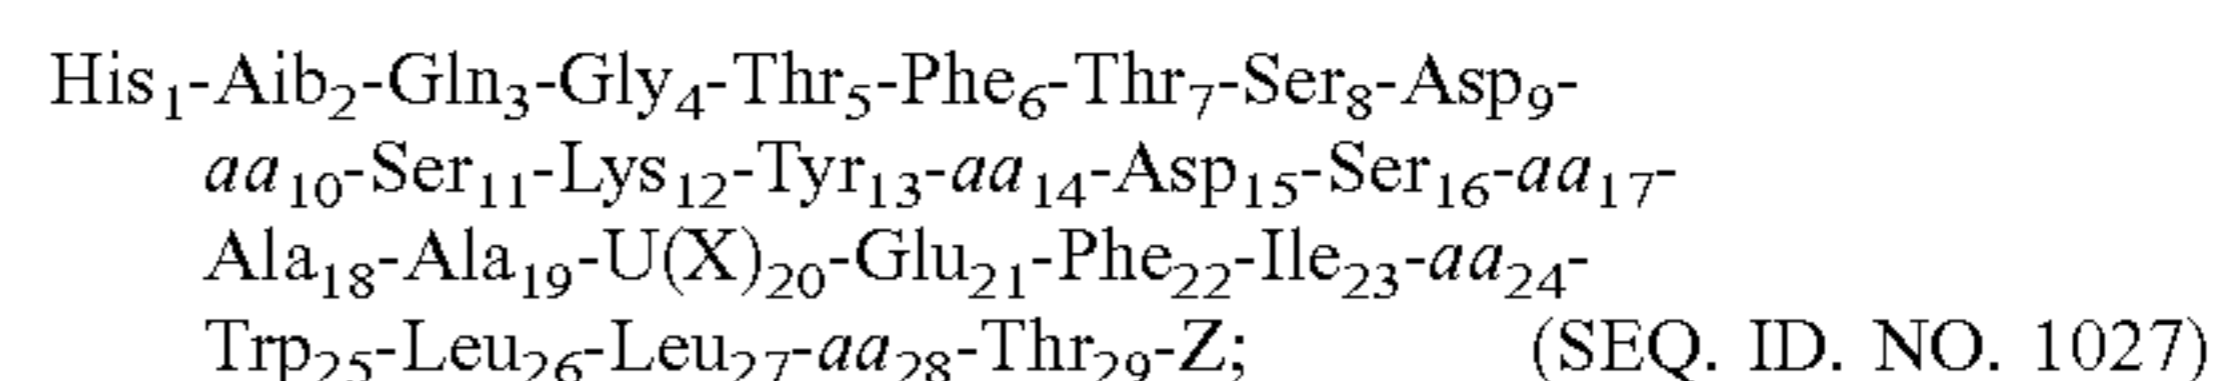 His₁-Aib₂-Gln₃-Gly₄-Thr₅-Phe₆-Thr₇-Ser₈-Asp₉-
aa₁₀-Ser₁₁-Lys₁₂-Tyr₁₃-aa₁₄-Asp₁₅-Ser₁₆-aa₁₇-
Ala₁₈-Ala₁₉-U(X)₂₀-Glu₂₁-Phe₂₂-Ile₂₃-aa₂₄-
Trp₂₅-Leu₂₆-Leu₂₇-aa₂₈-Thr₂₉-Z; (SEQ. ID. NO. 1027)